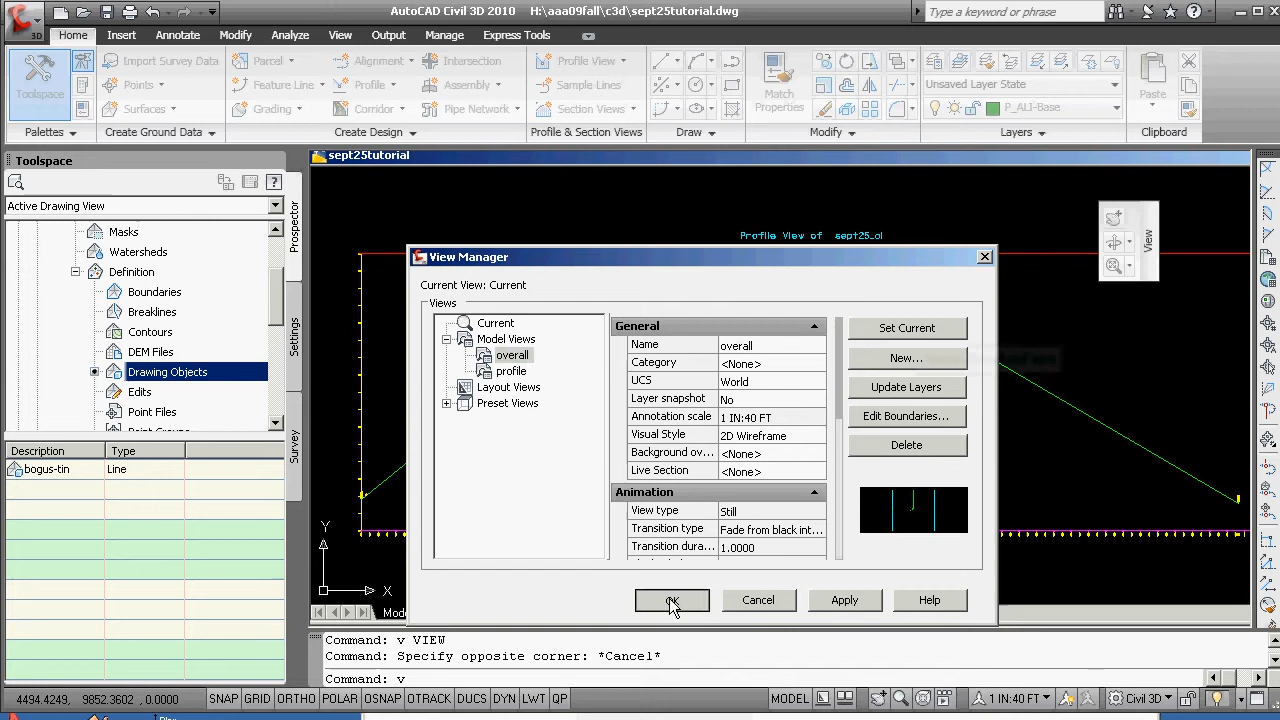 AutoCAD Civil 3D 2010 H:\aaa09fall\c3d\sept25tutorial.dwg
Type a keyword or phrase
3D
Home Insert Annotate Modify Analyze View Output Manage Express Tools
Toolspace
Import Survey Data
Points
Surfaces
Parcel
Feature Line
Grading
Alignment
Profile
Corridor
Intersection
Assembly
Pipe Network
Profile View
Sample Lines
Section Views
Match Properties
Unsaved Layer State
P_ALI-Base
Paste
Palettes Create Ground Data Create Design Profile & Section Views Draw Modify Layers Clipboard
Toolspace
sept25tutorial
Active Drawing View
Prospector
Settings
Survey
Masks
Watersheds
Definition
Boundaries
Breaklines
Contours
DEM Files
Drawing Objects
Edits
Point Files
Description Type
bogus-tin Line
Profile View of sept25_al
View
View Manager
Current View: Current
Views
Current
Model Views
overall
profile
Layout Views
Preset Views
General
Name overall
Category <None>
UCS World
Layer snapshot No
Annotation scale 1 IN:40 FT
Visual Style 2D Wireframe
Background ov... <None>
Live Section <None>
Animation
View type Still
Transition type Fade from black int...
Transition dura... 1.0000
Set Current
New...
Update Layers
Edit Boundaries...
Delete
OK Cancel Apply Help
Y
X
Mode
Command: v VIEW
Command: Specify opposite corner: *Cancel*
Command: v
4494.4249, 9852.3602, 0.0000 SNAP GRID ORTHO POLAR OSNAP OTRACK DUCS DYN LWT QP MODEL 1 IN:40 FT Civil 3D